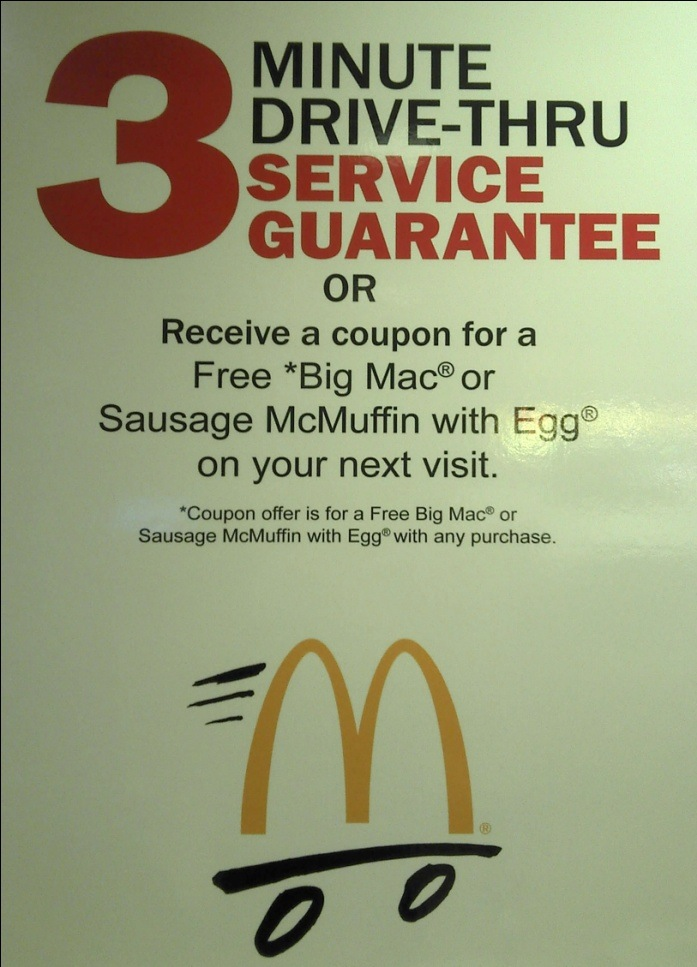 3 MINUTE
DRIVE-THRU
SERVICE
GUARANTEE
OR
Receive a coupon for a
Free *Big Mac® or
Sausage McMuffin with Egg®
on your next visit.
*Coupon offer is for a Free Big Mac® or
Sausage McMuffin with Egg® with any purchase.
M®